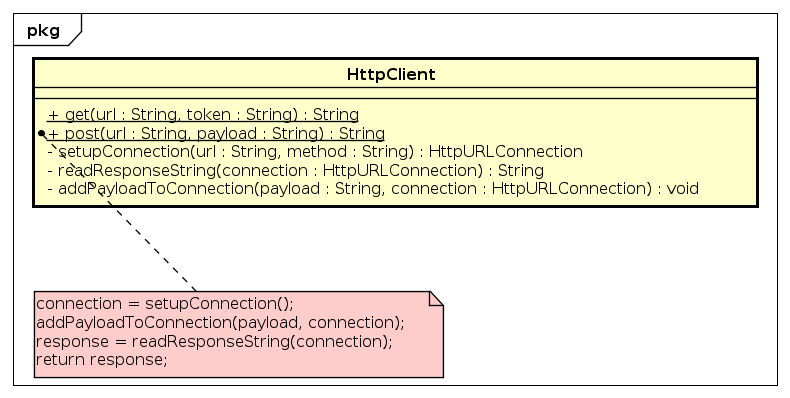 pkg
HttpClient
+ get(url : String, token : String) : String
+ post(url : String, payload : String) : String
- setupConnection(url : String, method : String) : HttpURLConnection
- readResponseString(connection : HttpURLConnection) : String
- addPayloadToConnection(payload : String, connection : HttpURLConnection) : void
connection = setupConnection();
addPayloadToConnection(payload, connection);
response = readResponseString(connection);
return response;